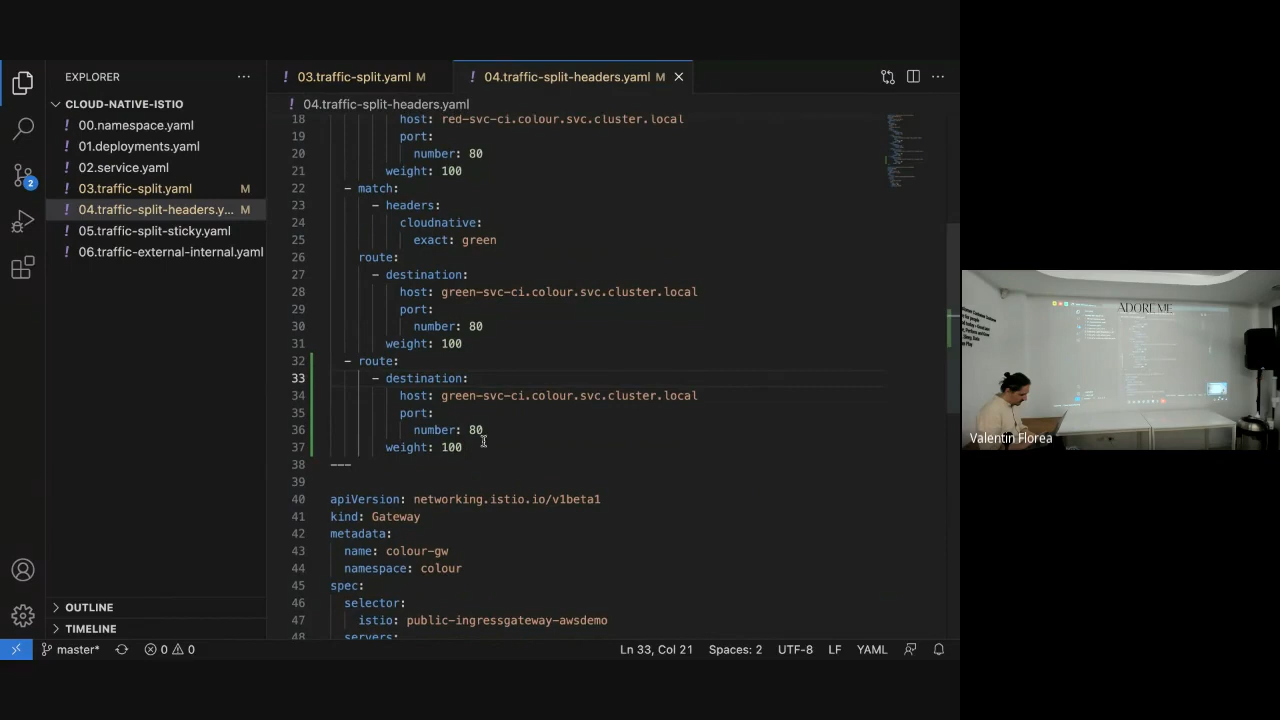 EXPLORER
CLOUD-NATIVE-ISTIO
00.namespace.yaml
01.deployments.yaml
02.service.yaml
03.traffic-split.yaml M
04.traffic-split-headers.y... M
05.traffic-split-sticky.yaml
06.traffic-external-internal.yaml
OUTLINE
TIMELINE
2
03.traffic-split.yaml M
04.traffic-split-headers.yaml M
04.traffic-split-headers.yaml
18 host: red-svc-ci.colour.svc.cluster.local
19 port:
20 number: 80
21 weight: 100
22 - match:
23 - headers:
24 cloudnative:
25 exact: green
26 route:
27 - destination:
28 host: green-svc-ci.colour.svc.cluster.local
29 port:
30 number: 80
31 weight: 100
32 - route:
33 - destination:
34 host: green-svc-ci.colour.svc.cluster.local
35 port:
36 number: 80
37 weight: 100
38 ---
39
40 apiVersion: networking.istio.io/v1beta1
41 kind: Gateway
42 metadata:
43 name: colour-gw
44 namespace: colour
45 spec:
46 selector:
47 istio: public-ingressgateway-awsdemo
48 servers:
master* 0 0
Ln 33, Col 21 Spaces: 2 UTF-8 LF YAML
ADORE ME
Valentin Florea